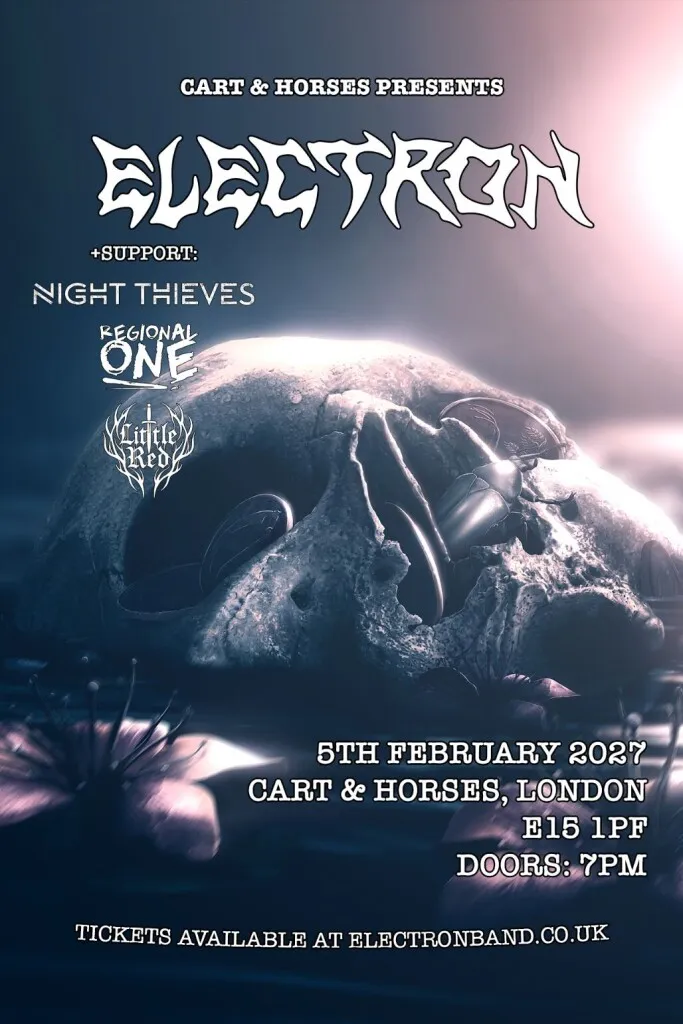 CART & HORSES PRESENTS
ELECTRON
+SUPPORT:
NIGHT THIEVES
REGIONAL
ONE
Little
Red
5TH FEBRUARY 2027
CART & HORSES, LONDON
E15 1PF
DOORS: 7PM
TICKETS AVAILABLE AT ELECTRONBAND.CO.UK